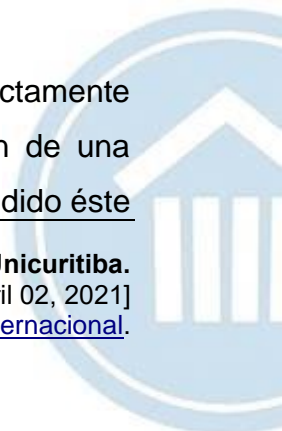 ctamente
n de una
dido éste
Unicuritiba.
il 02, 2021]
ernacional.